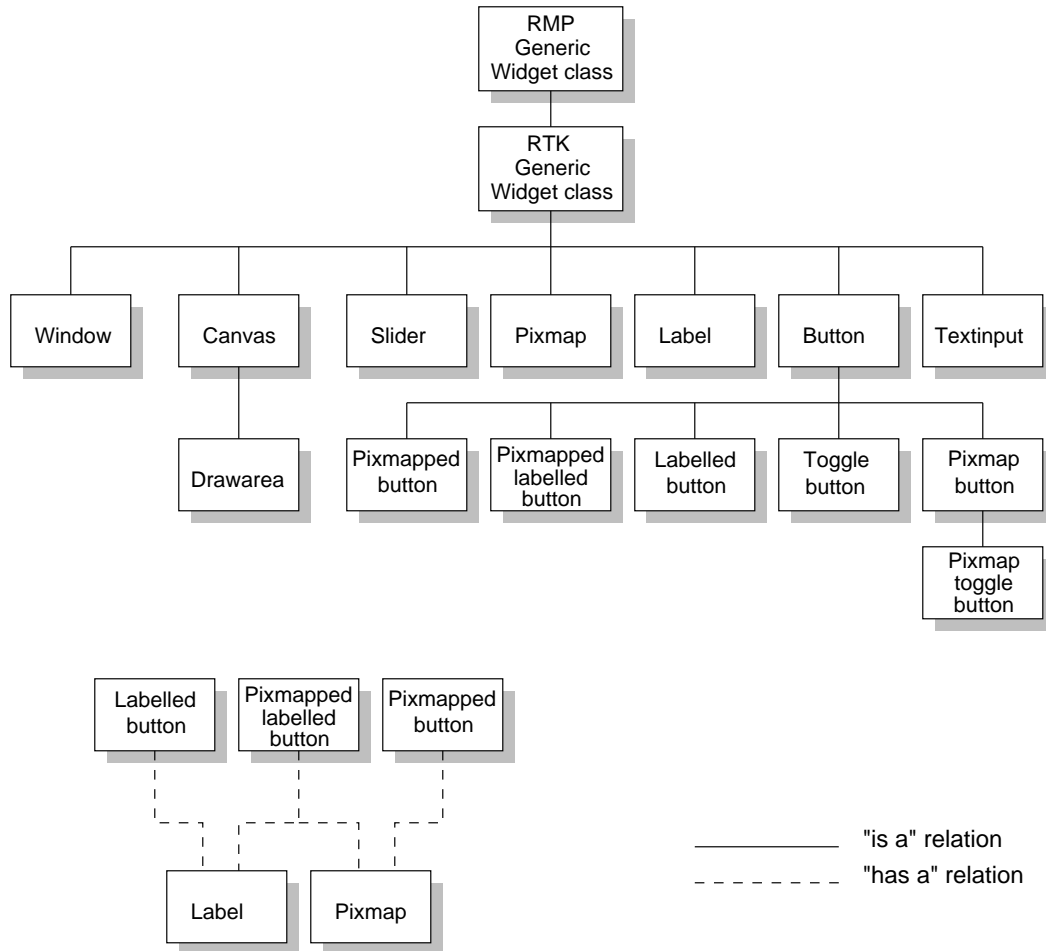 RMP
Generic
Widget class
RTK
Generic
Widget class
Window
Canvas
Slider
Pixmap
Label
Button
Textinput
Drawarea
Pixmapped
button
Pixmapped
labelled
button
Labelled
button
Toggle
button
Pixmap
button
Pixmap
toggle
button
Labelled
button
Pixmapped
labelled
button
Pixmapped
button
Label
Pixmap
"is a" relation
"has a" relation